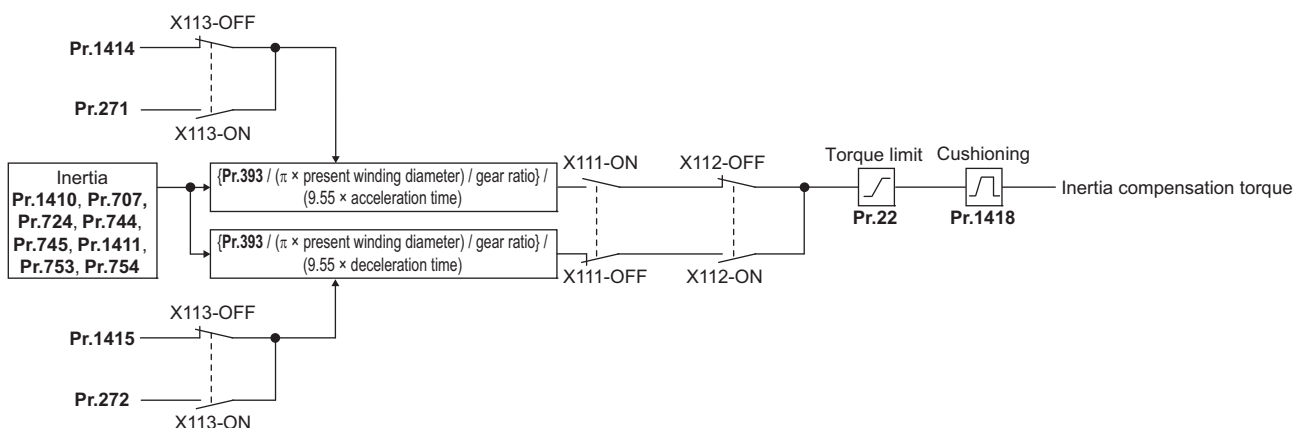 X113-OFF
Pr.1414
Pr.271
X113-ON
Inertia
Pr.1410, Pr.707,
Pr.724, Pr.744,
Pr.745, Pr.1411,
Pr.753, Pr.754
{Pr.393 / (π × present winding diameter) / gear ratio} /
(9.55 × acceleration time)
{Pr.393 / (π × present winding diameter) / gear ratio} /
(9.55 × deceleration time)
X111-ON
X111-OFF
X112-OFF
X112-ON
Torque limit
Pr.22
Cushioning
Pr.1418
Inertia compensation torque
X113-OFF
Pr.1415
Pr.272
X113-ON